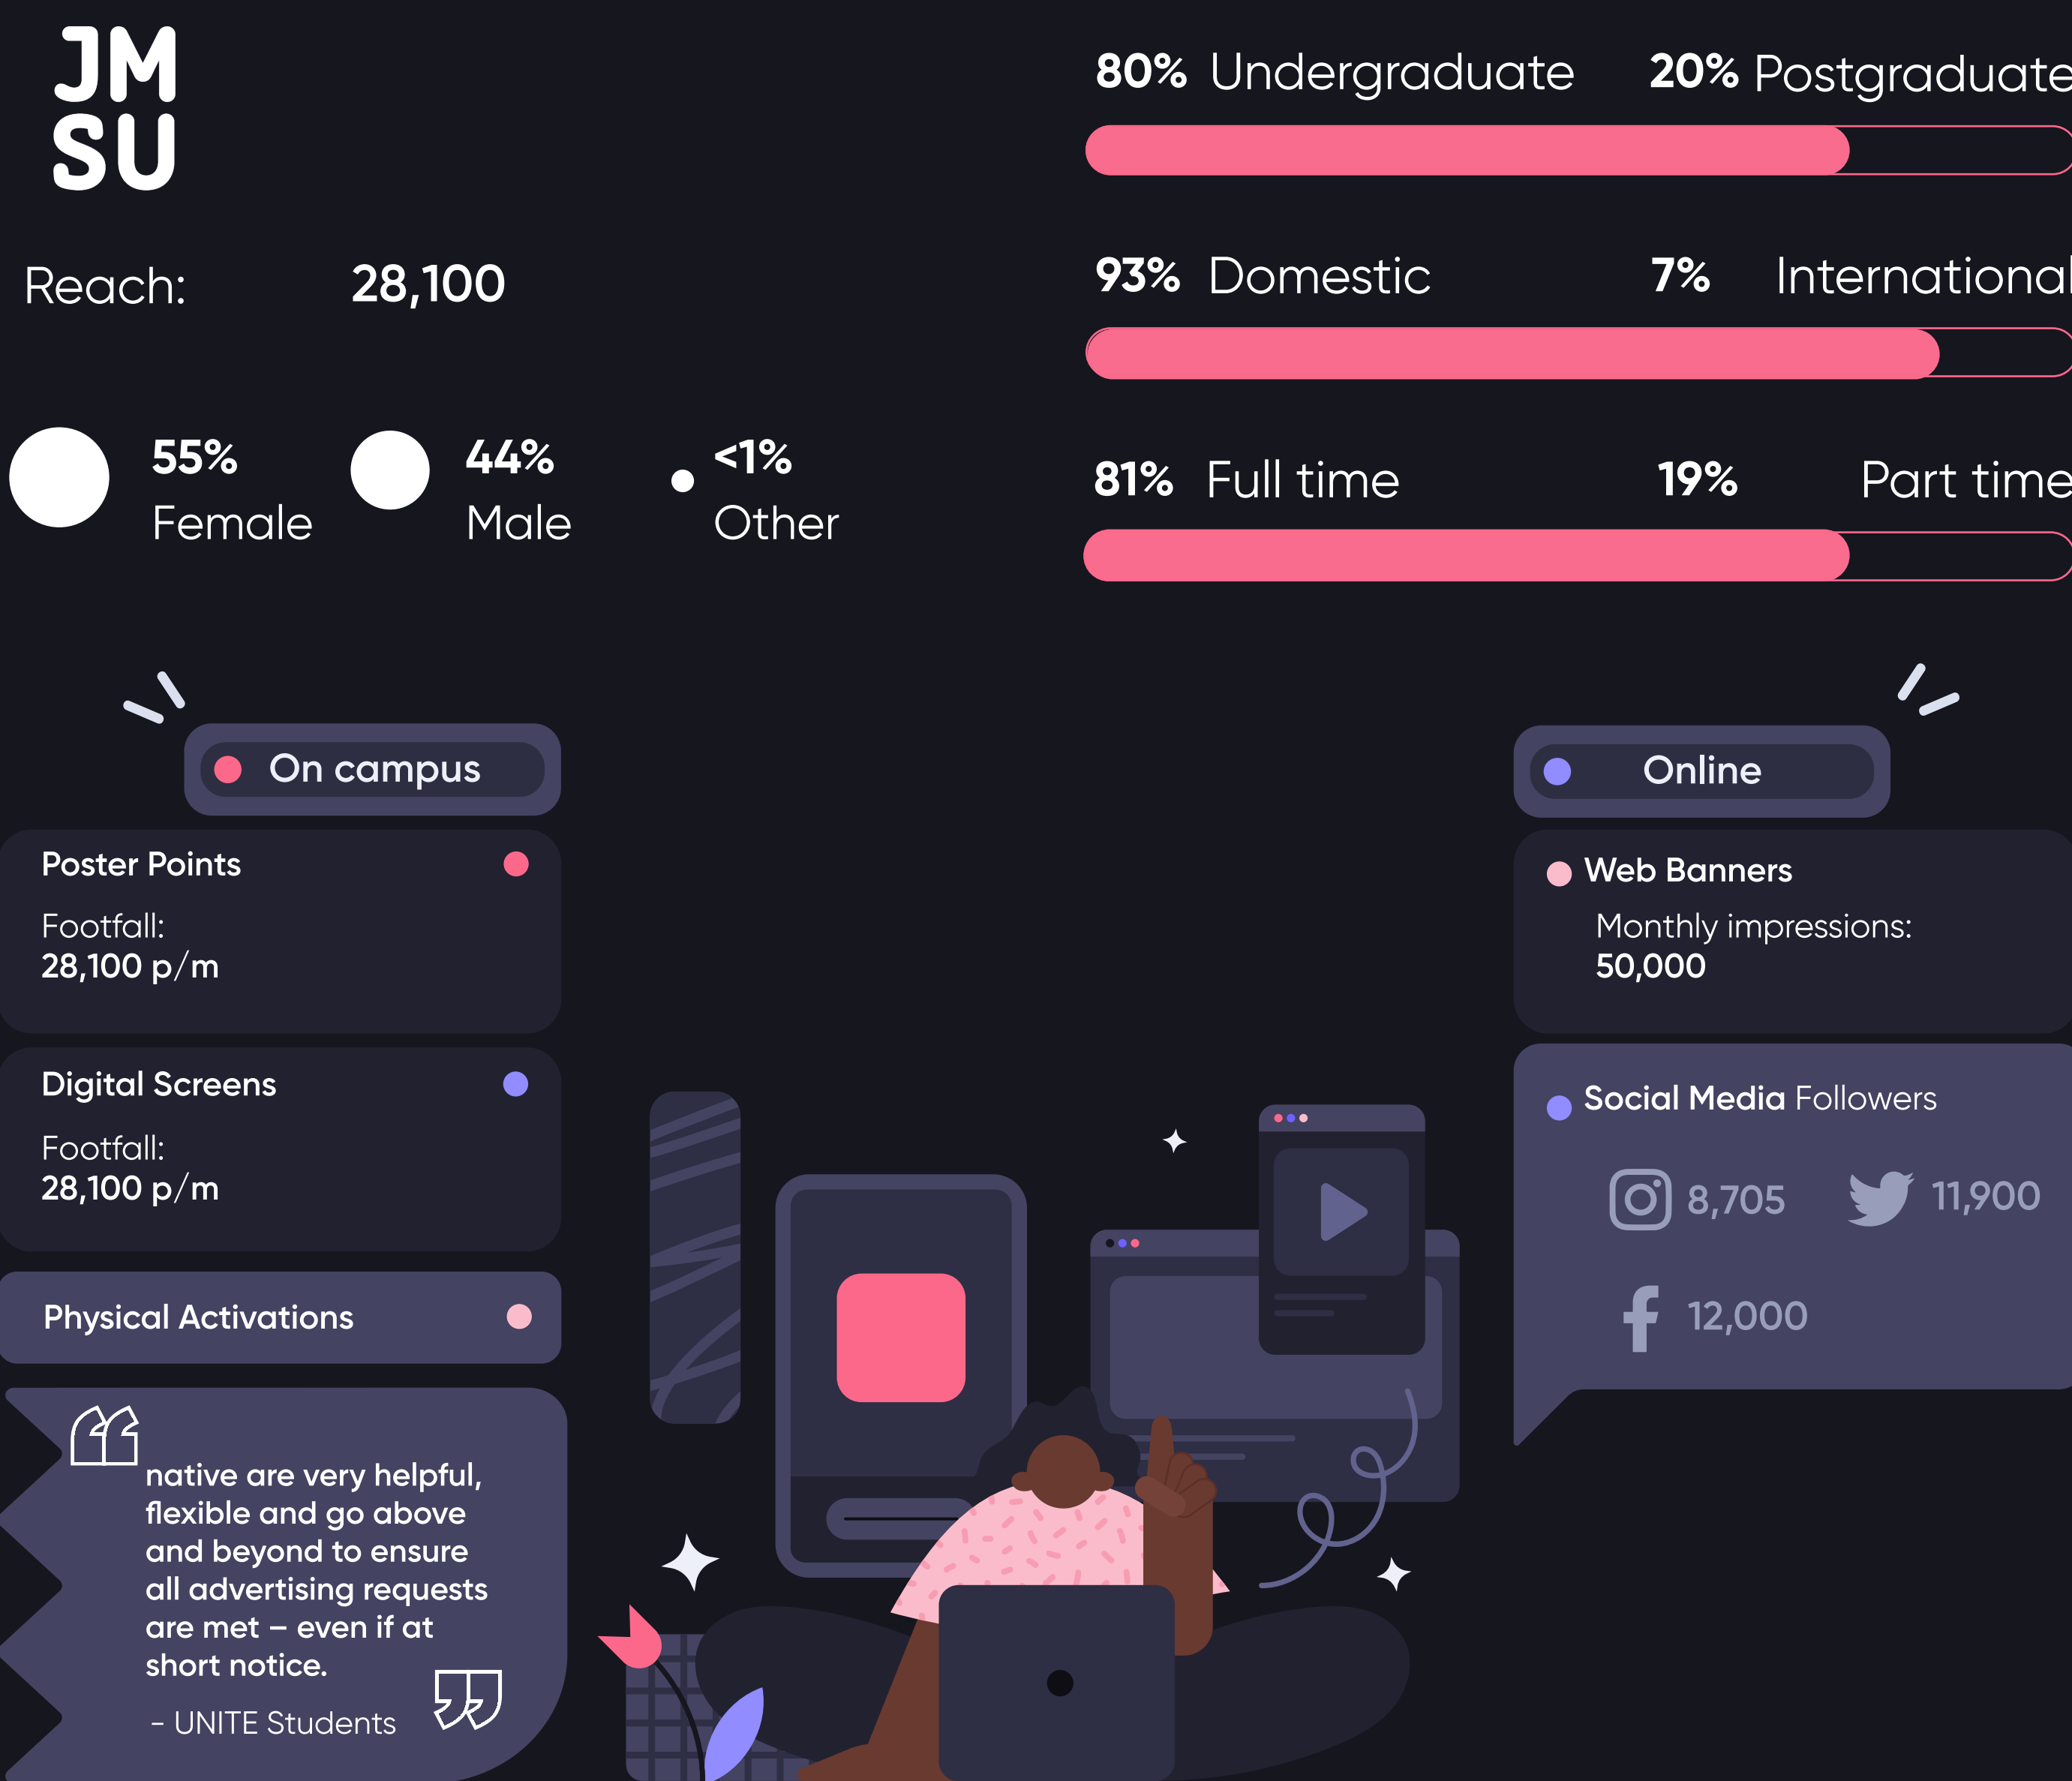 JM
SU
80% Undergraduate 20% Postgraduate
Reach: 28,100
93% Domestic 7% International
55%
Female
44%
Male
<1%
Other
81% Full time 19% Part time
On campus
Poster Points
Footfall:
28,100 p/m
Digital Screens
Footfall:
28,100 p/m
Physical Activations
native are very helpful,
flexible and go above
and beyond to ensure
all advertising requests
are met – even if at
short notice.
- UNITE Students
Online
Web Banners
Monthly impressions:
50,000
Social Media Followers
8,705 11,900
12,000